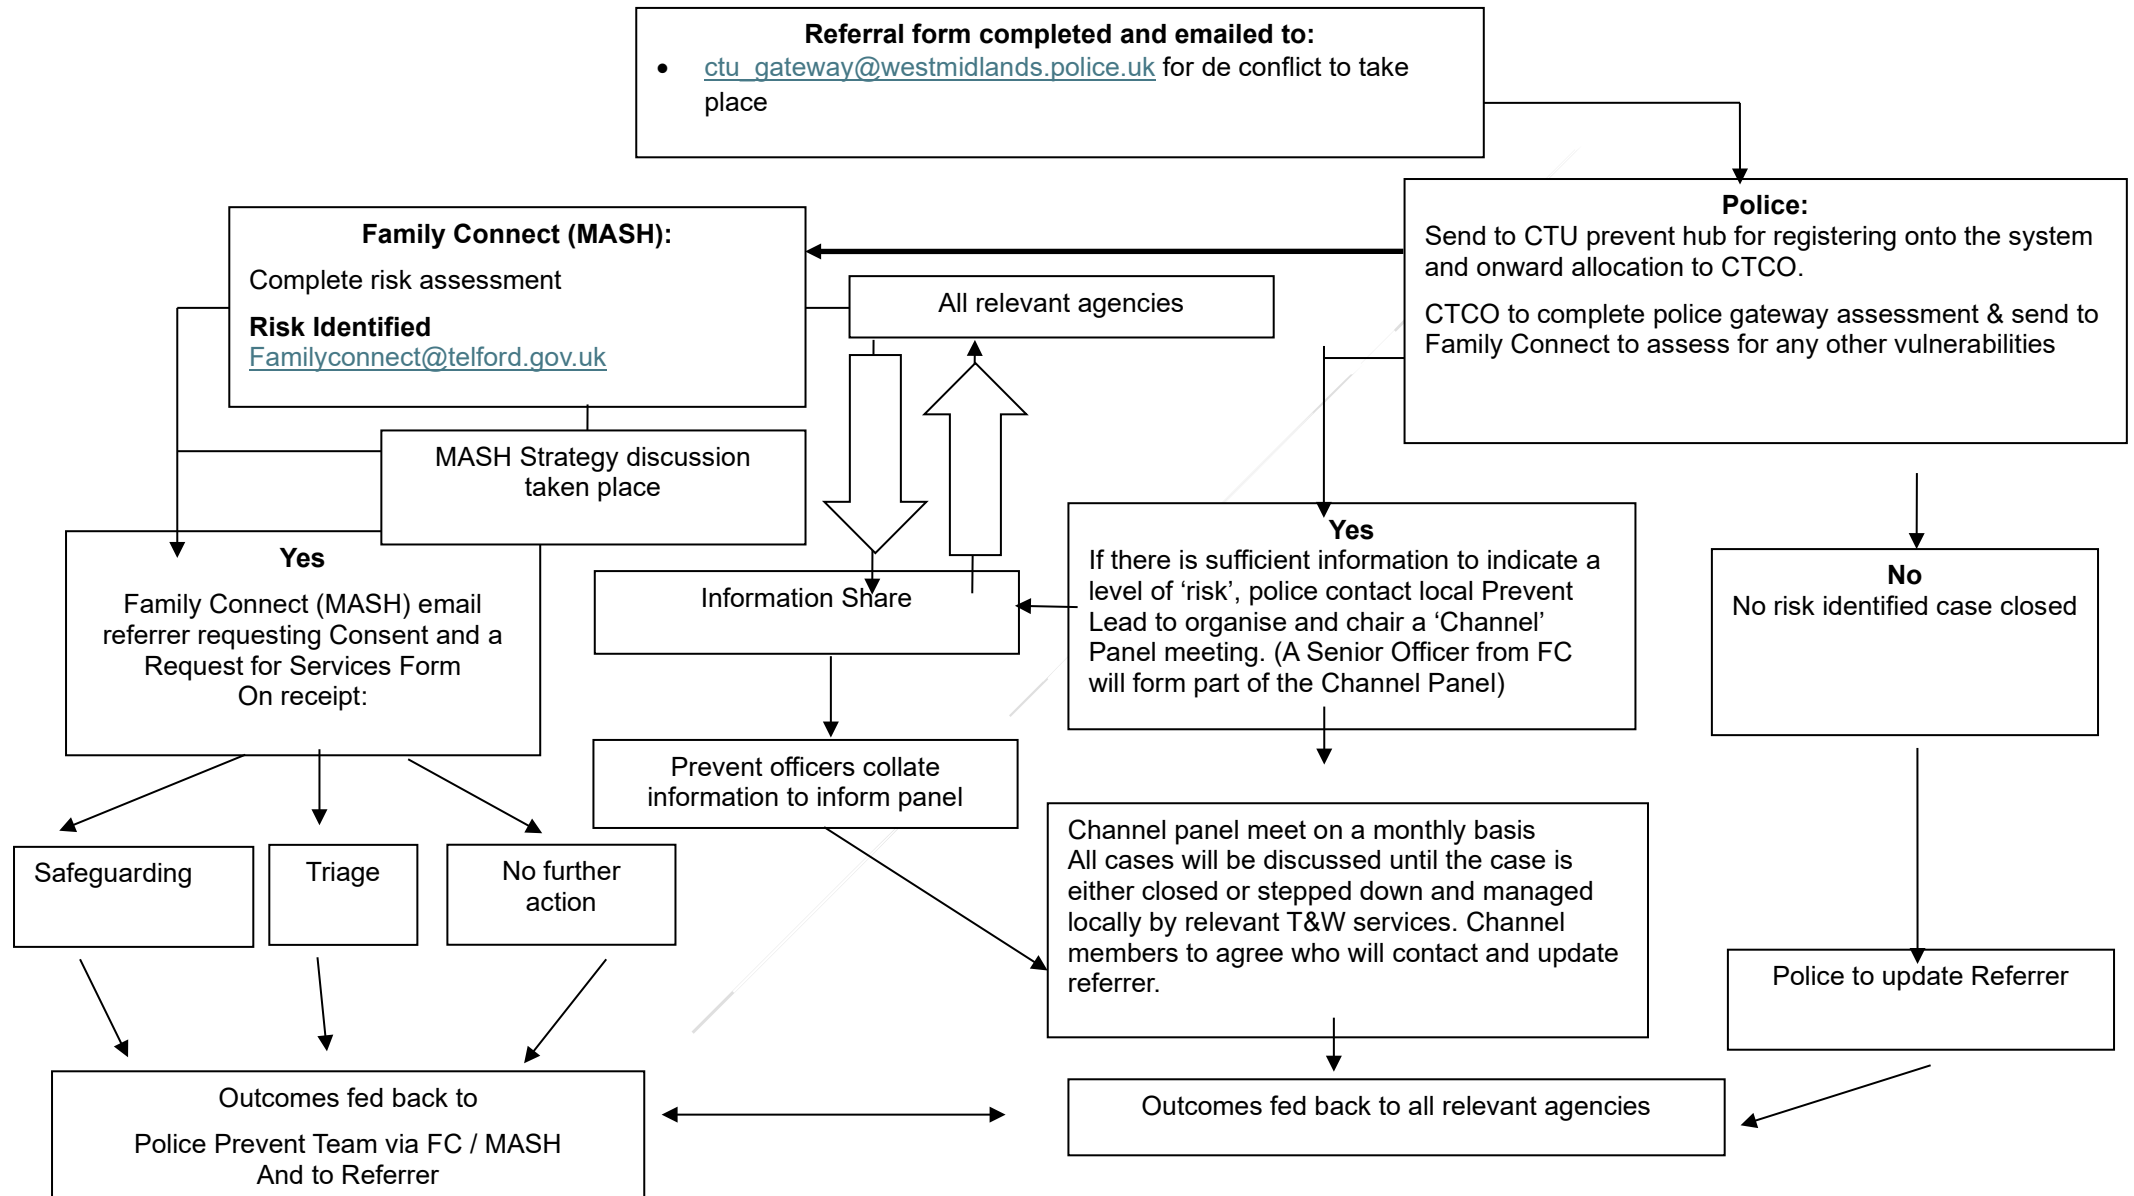 Referral form completed and emailed to:
• ctu_gateway@westmidlands.police.uk for de conflict to take
place
Police:
Send to CTU prevent hub for registering onto the system
and onward allocation to CTCO.
CTCO to complete police gateway assessment & send to
Family Connect to assess for any other vulnerabilities
Family Connect (MASH):
Complete risk assessment
Risk Identified
Familyconnect@telford.gov.uk
All relevant agencies
MASH Strategy discussion
taken place
Yes
Family Connect (MASH) email
referrer requesting Consent and a
Request for Services Form
On receipt:
Information Share
Yes
If there is sufficient information to indicate a
level of ‘risk’, police contact local Prevent
Lead to organise and chair a ‘Channel’
Panel meeting. (A Senior Officer from FC
will form part of the Channel Panel)
No
No risk identified case closed
Prevent officers collate
information to inform panel
Safeguarding
Triage
No further
action
Channel panel meet on a monthly basis
All cases will be discussed until the case is
either closed or stepped down and managed
locally by relevant T&W services. Channel
members to agree who will contact and update
referrer.
Police to update Referrer
Outcomes fed back to
Police Prevent Team via FC / MASH
And to Referrer
Outcomes fed back to all relevant agencies